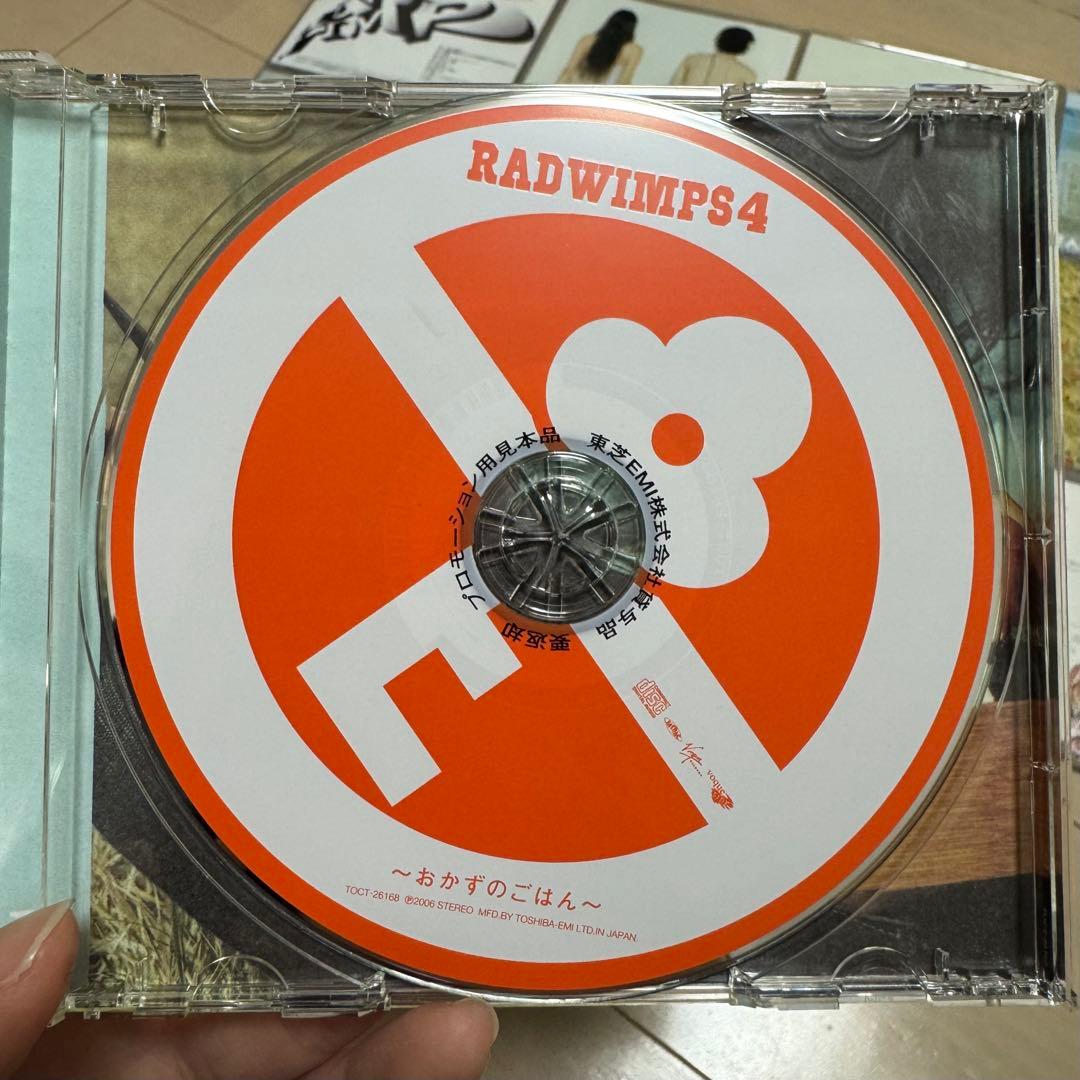 RADWIMPS4
東芝EMI株式会社貸与品
要返却
プロモーション用見本品
disc
～おかずのごはん～
TOCT-26168 ℗2006 STEREO MFD.BY TOSHIBA-EMI LTD.IN JAPAN.